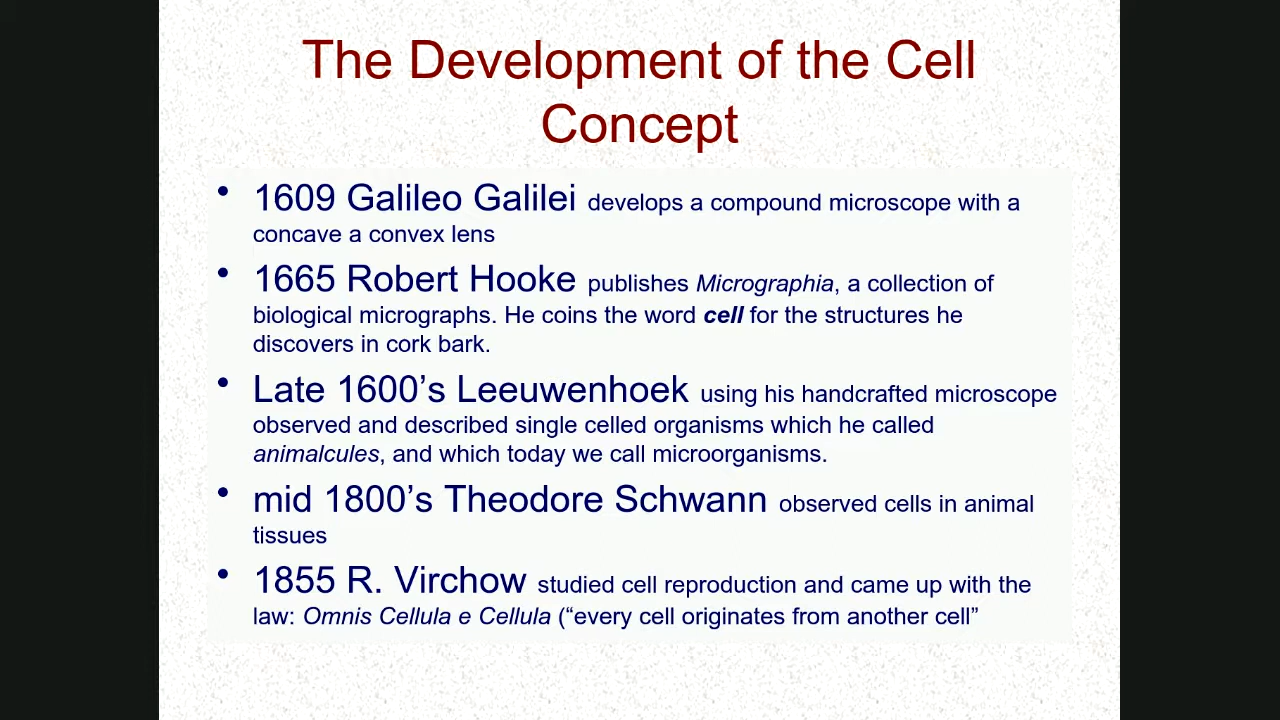 The Development of the Cell
Concept
• 1609 Galileo Galilei develops a compound microscope with a
concave a convex lens
• 1665 Robert Hooke publishes Micrographia, a collection of
biological micrographs. He coins the word cell for the structures he
discovers in cork bark.
• Late 1600’s Leeuwenhoek using his handcrafted microscope
observed and described single celled organisms which he called
animalcules, and which today we call microorganisms.
• mid 1800’s Theodore Schwann observed cells in animal
tissues
• 1855 R. Virchow studied cell reproduction and came up with the
law: Omnis Cellula e Cellula (“every cell originates from another cell”